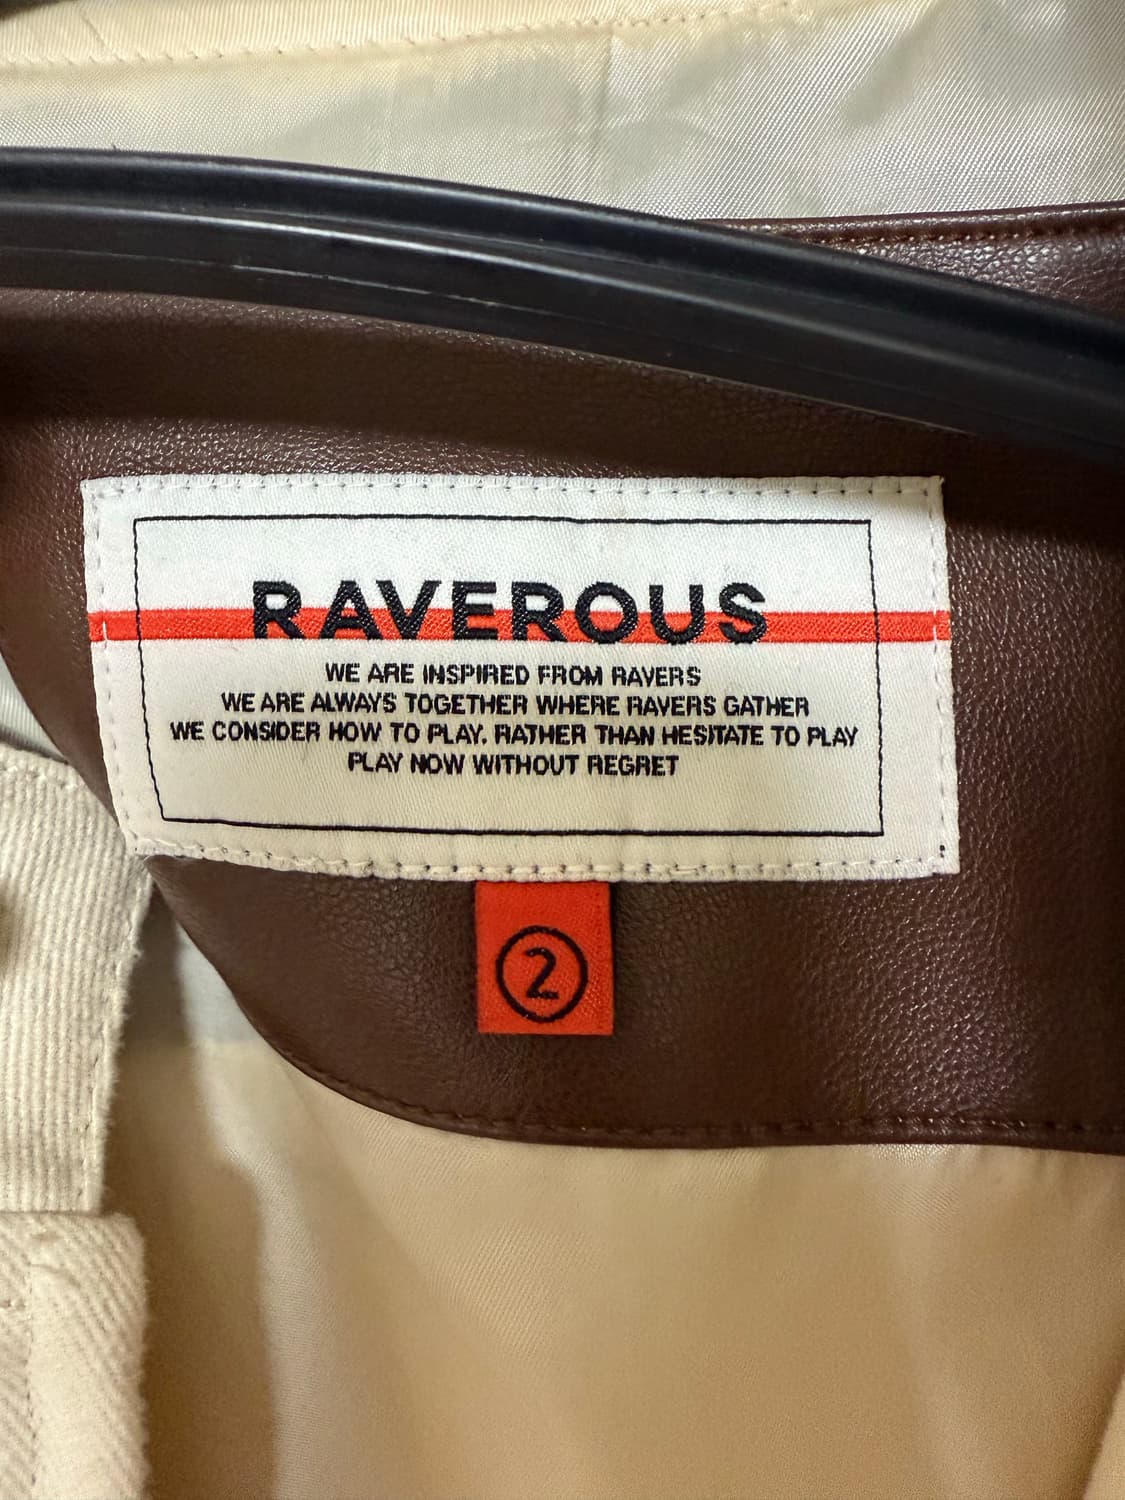 RAVEROUS
WE ARE INSPIRED FROM RAVERS
WE ARE ALWAYS TOGETHER WHERE RAVERS GATHER
WE CONSIDER HOW TO PLAY. RATHER THAN HESITATE TO PLAY
PLAY NOW WITHOUT REGRET
2